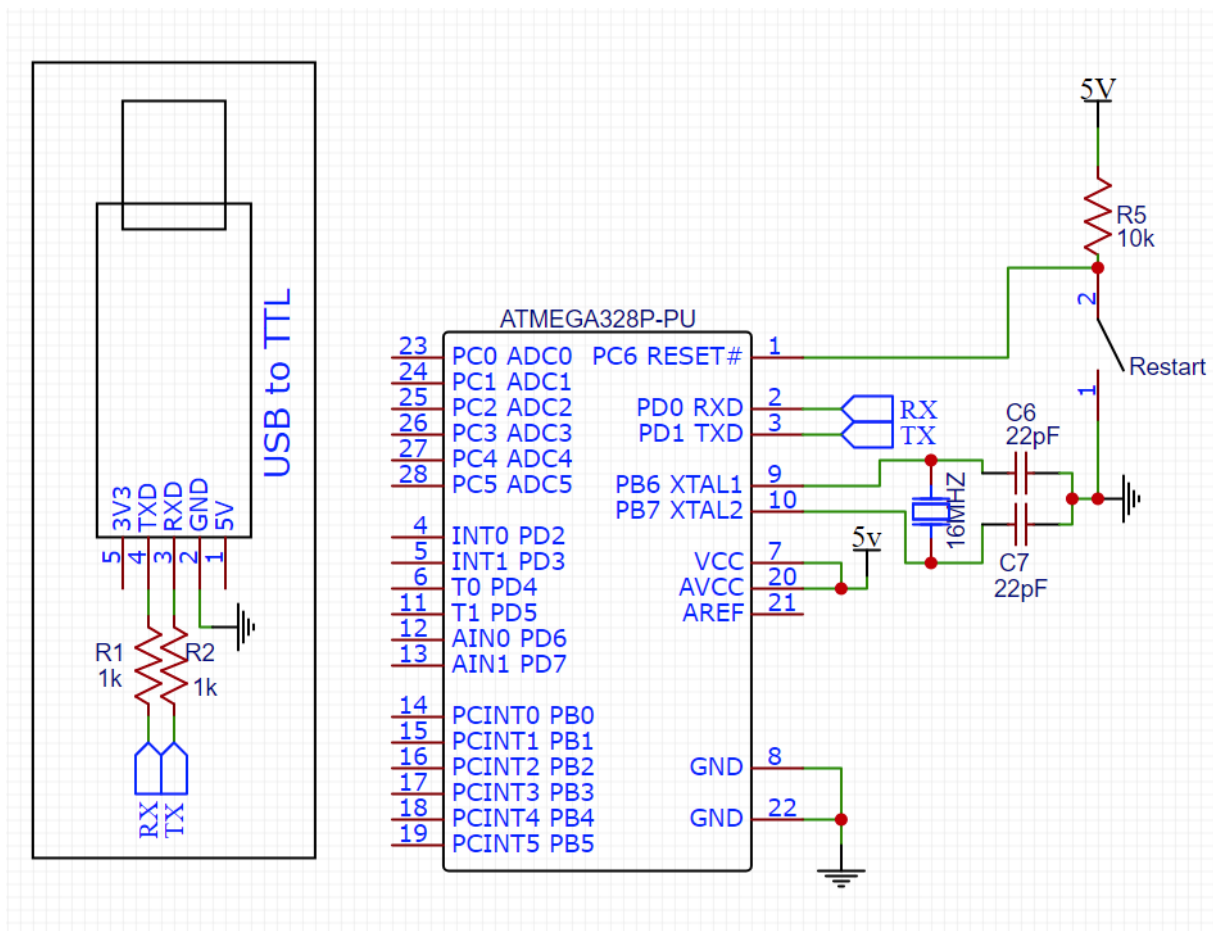 USB to TTL
3V3
TXD
RXD
GND
5V
5
4
3
2
1
R1
1k
R2
1k
RX
TX
ATMEGA328P-PU
23 PC0 ADC0
24 PC1 ADC1
25 PC2 ADC2
26 PC3 ADC3
27 PC4 ADC4
28 PC5 ADC5
4 INT0 PD2
5 INT1 PD3
6 T0 PD4
11 T1 PD5
12 AIN0 PD6
13 AIN1 PD7
14 PCINT0 PB0
15 PCINT1 PB1
16 PCINT2 PB2
17 PCINT3 PB3
18 PCINT4 PB4
19 PCINT5 PB5
PC6 RESET# 1
PD0 RXD 2
PD1 TXD 3
PB6 XTAL1 9
PB7 XTAL2 10
VCC 7
AVCC 20
AREF 21
GND 8
GND 22
RX
TX
5v
16MHZ
C6
22pF
C7
22pF
5V
R5
10k
2
Restart
1